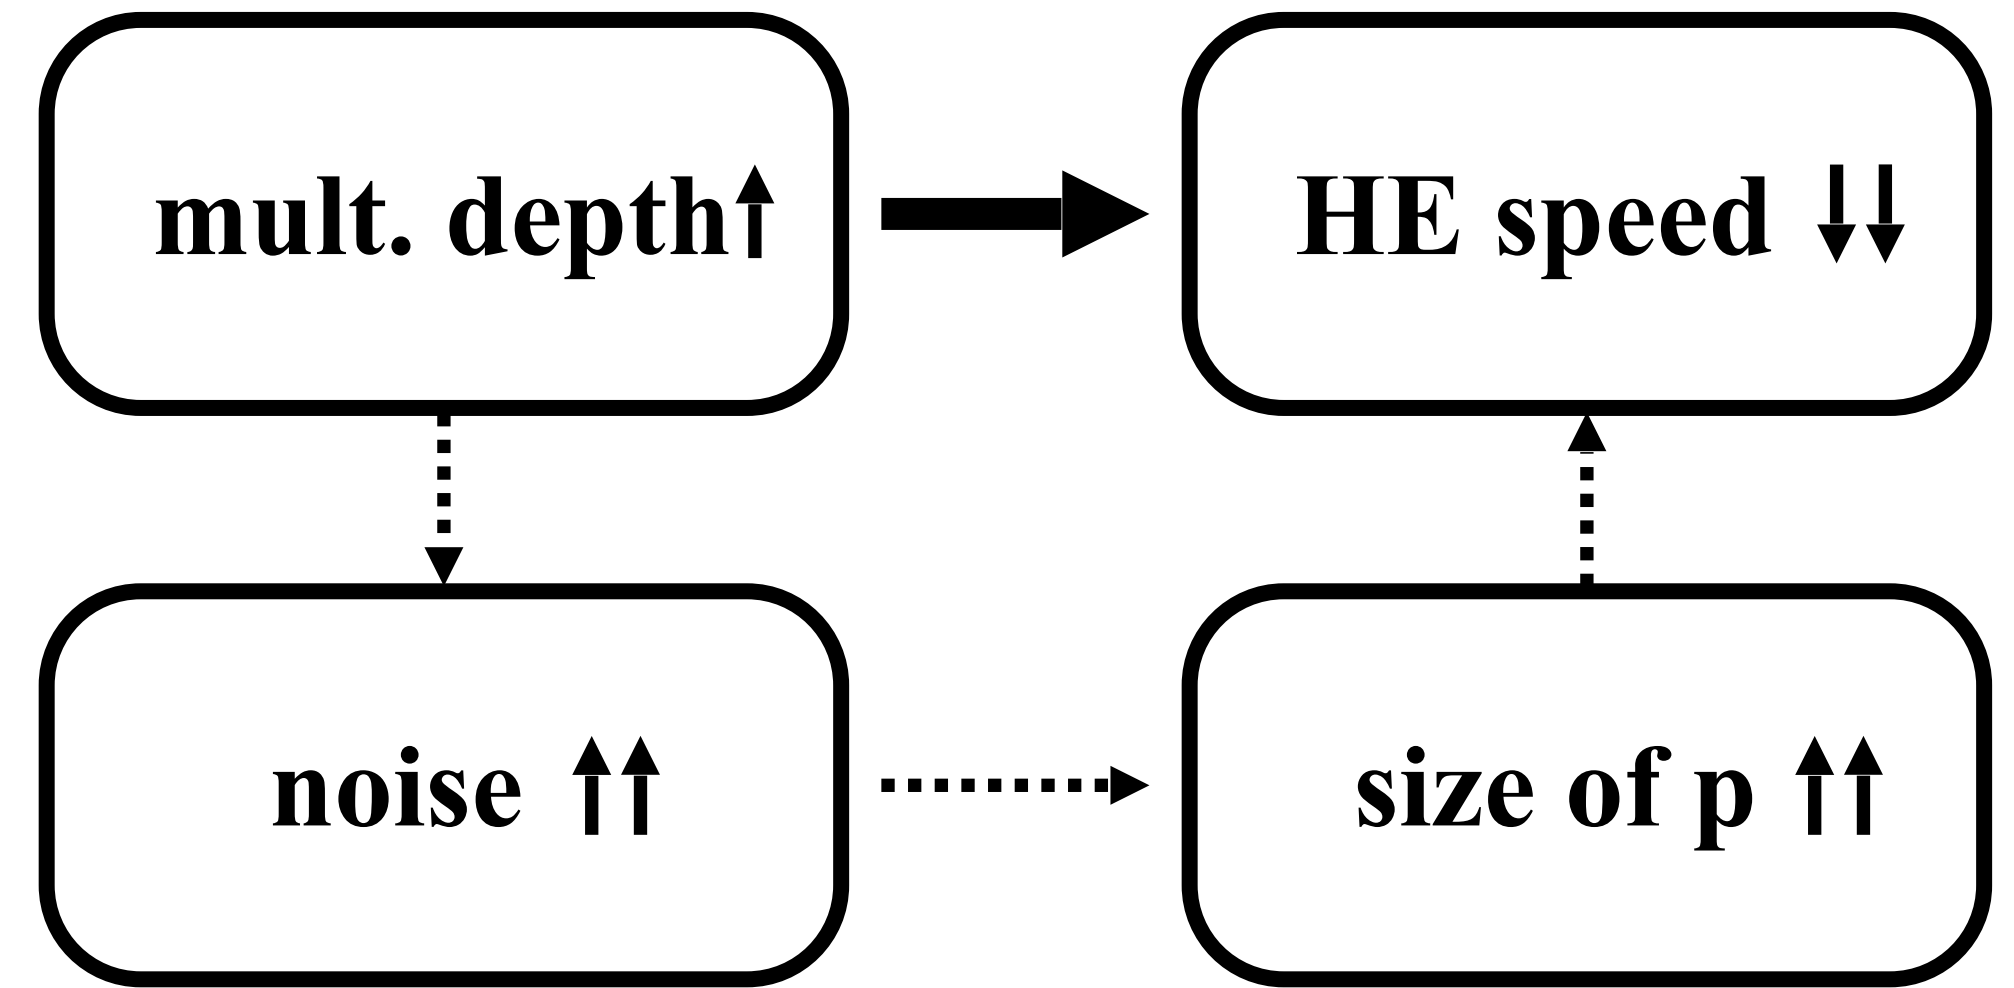 mult. depth↑
HE speed ↓↓
noise ↑↑
size of p ↑↑